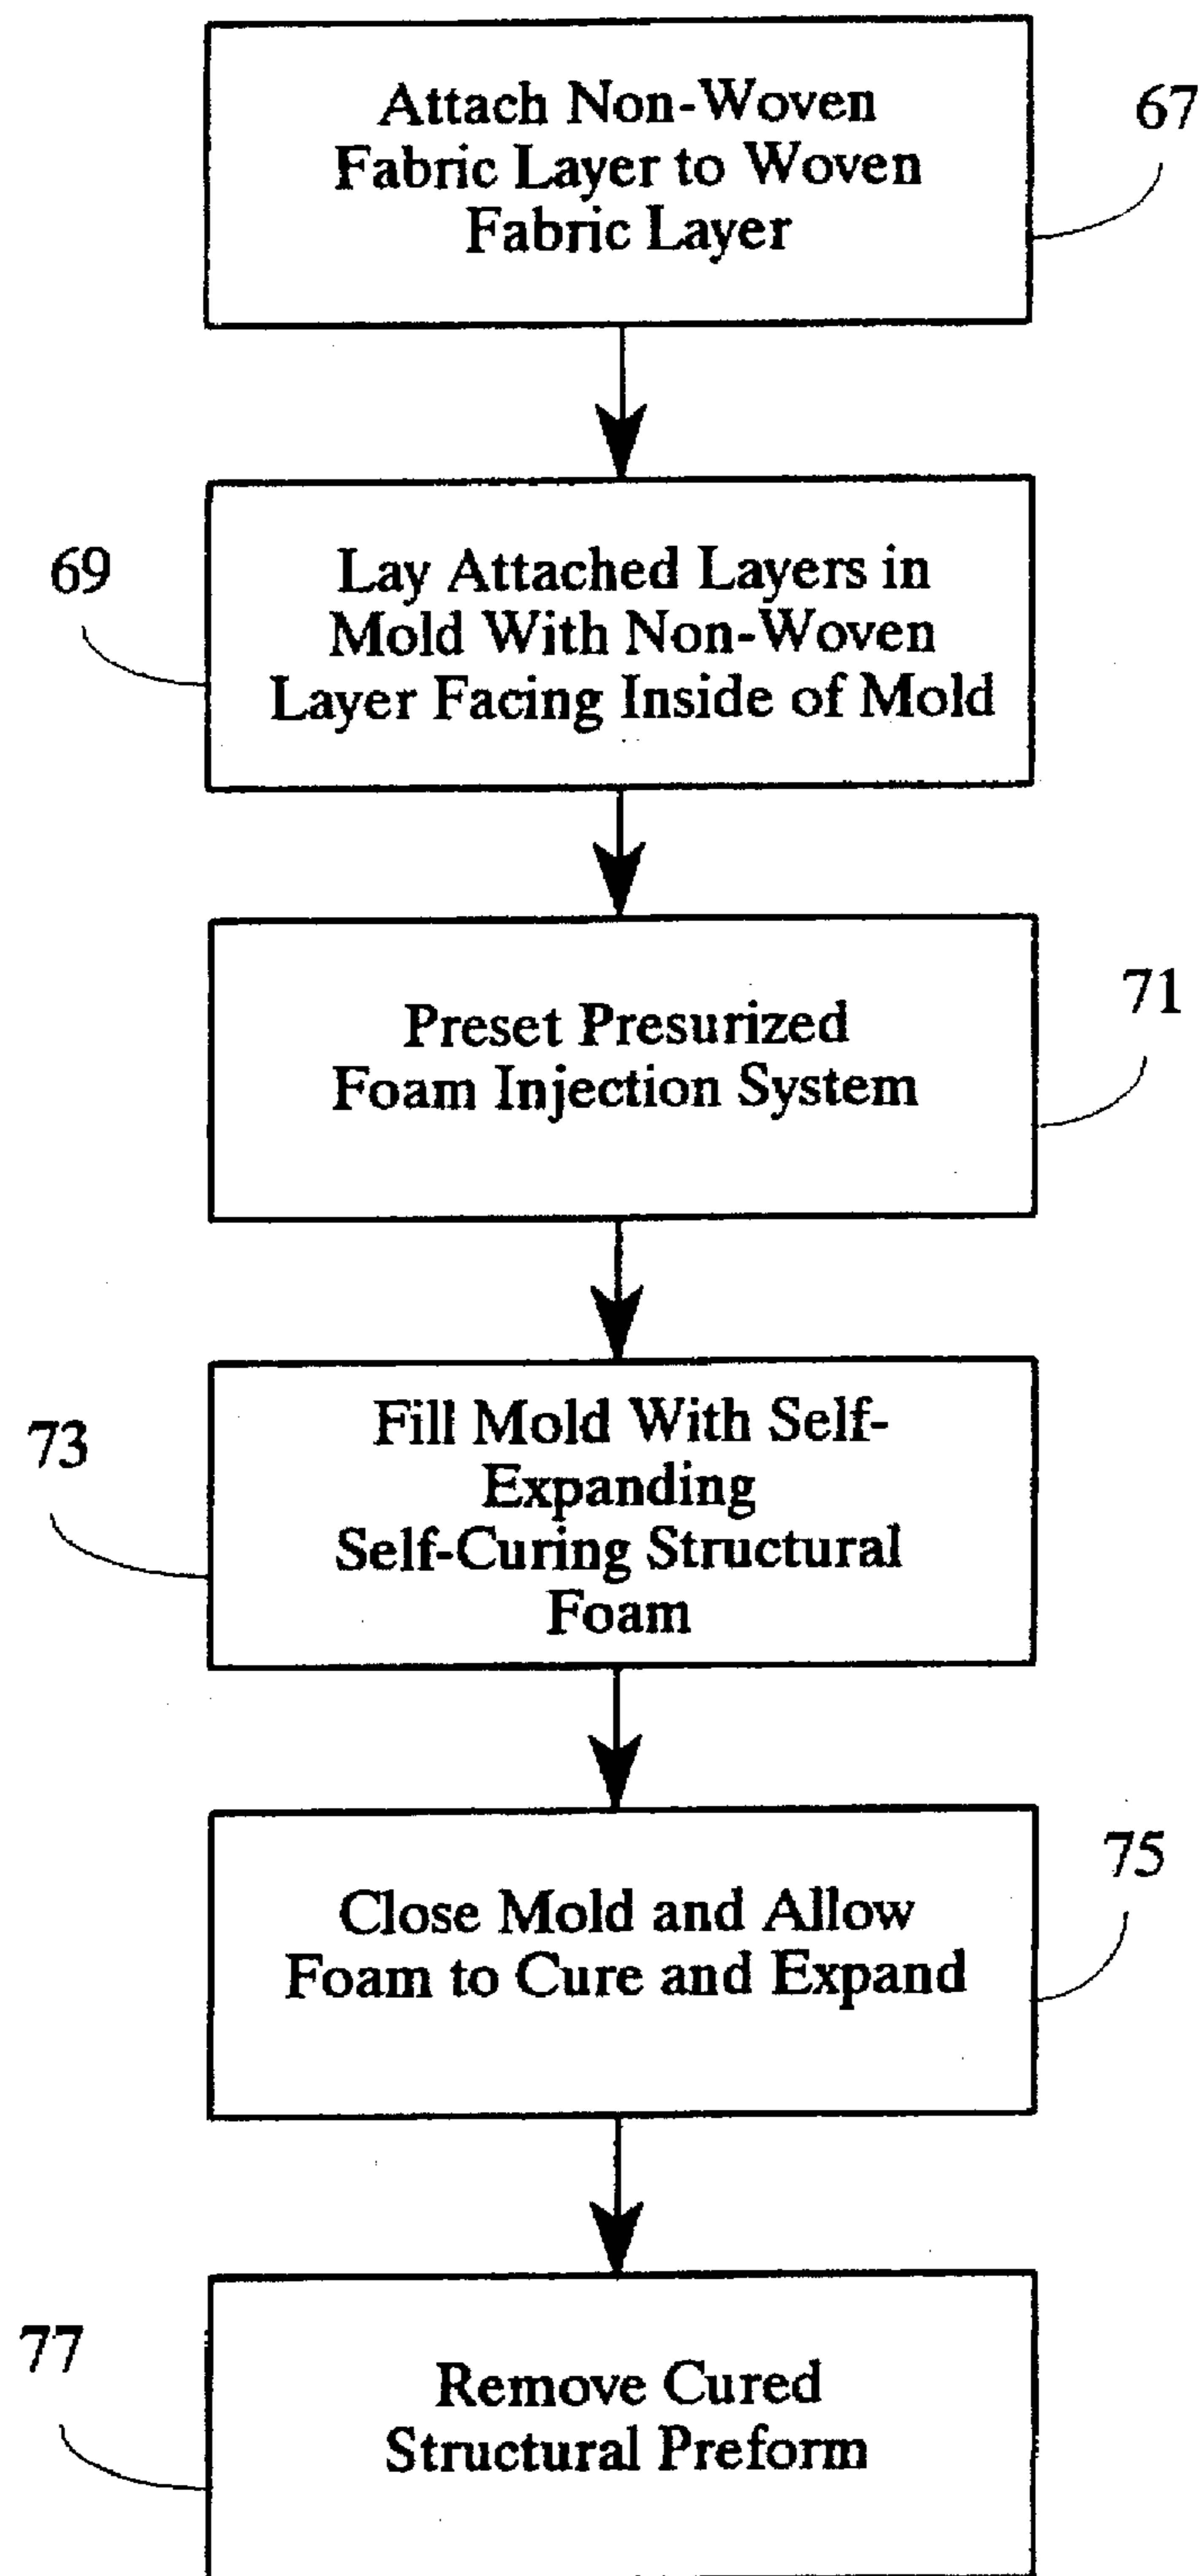 Attach Non-Woven
Fabric Layer to Woven
Fabric Layer
67
69
Lay Attached Layers in
Mold With Non-Woven
Layer Facing Inside of Mold
Preset Presurized
Foam Injection System
71
73
Fill Mold With Self-
Expanding
Self-Curing Structural
Foam
Close Mold and Allow
Foam to Cure and Expand
75
77
Remove Cured
Structural Preform